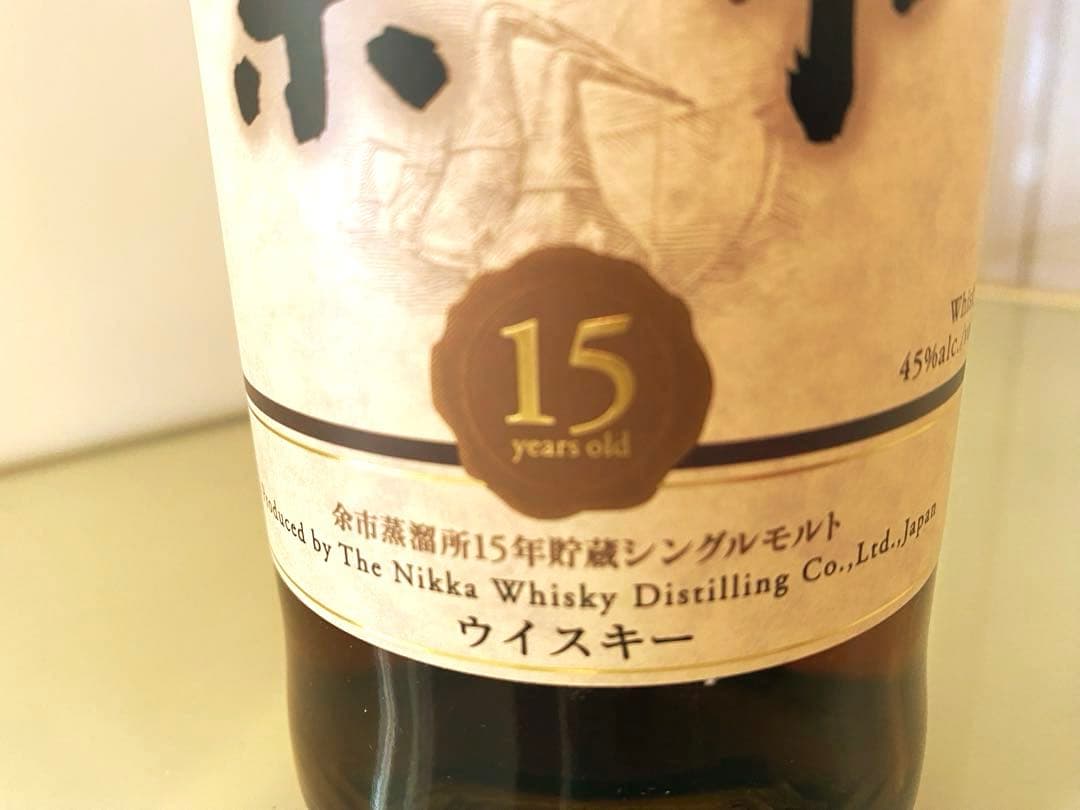 15
years old
45%alc.
余市蒸溜所15年貯蔵シングルモルト
Produced by The Nikka Whisky Distilling Co.,Ltd.,Japan
ウイスキー